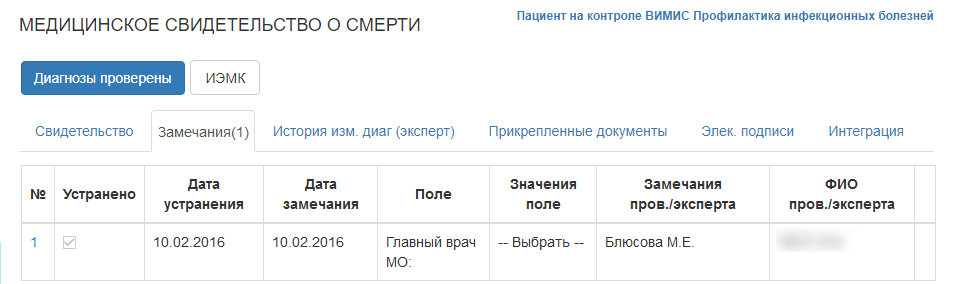 Пациент на контроле ВИМИС Профилактика инфекционных болезней
МЕДИЦИНСКОЕ СВИДЕТЕЛЬСТВО О СМЕРТИ
Диагнозы проверены ИЭМК
Свидетельство Замечания(1) История изм. диаг (эксперт) Прикрепленные документы Элек. подписи Интеграция
№ Устранено Дата устранения Дата замечания Поле Значения поле Замечания пров./эксперта ФИО пров./эксперта
1 10.02.2016 10.02.2016 Главный врач МО: -- Выбрать -- Блюсова М.Е.